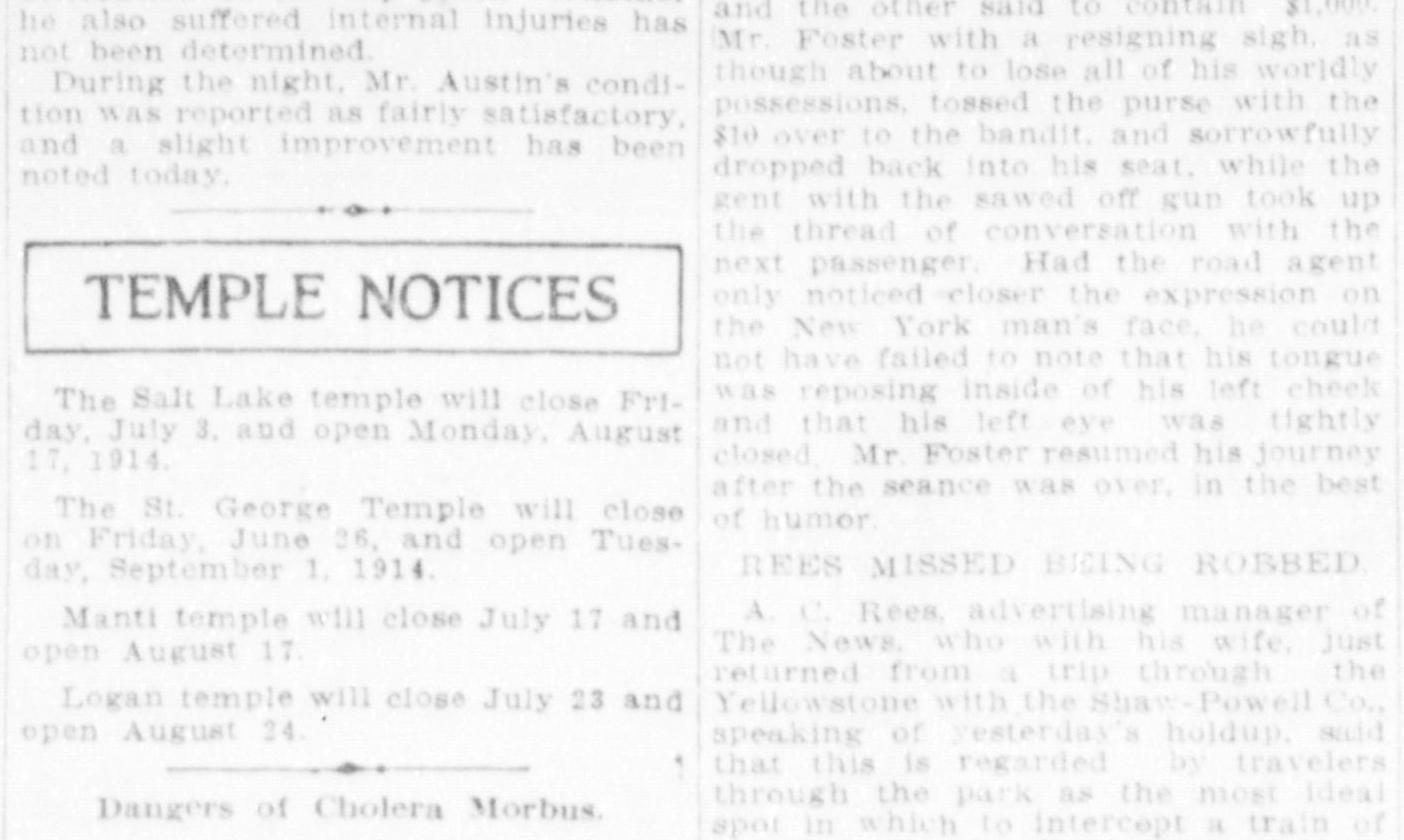 he also suffered internal injuries has
not been determined.
During the night, Mr. Austin's condi-
tion was reported as fairly satisfactory,
and a slight improvement has been
noted today.
TEMPLE NOTICES
The Salt Lake temple will close Fri-
day, July 3, and open Monday, August
17, 1914.
The St. George Temple will close
on Friday, June 26, and open Tues-
day, September 1, 1914.
Manti temple will close July 17 and
open August 17.
Logan temple will close July 23 and
open August 24.
Dangers of Cholera Morbus.
and the other said to contain $1,000.
Mr. Foster with a resigning sigh, as
though about to lose all of his worldly
possessions, tossed the purse with the
$10 over to the bandit, and sorrowfully
dropped back into his seat, while the
gent with the sawed off gun took up
the thread of conversation with the
next passenger. Had the road agent
only noticed closer the expression on
the New York man's face, he could
not have failed to note that his tongue
was reposing inside of his left cheek
and that his left eye was tightly
closed. Mr. Foster resumed his journey
after the seance was over, in the best
of humor.
REES MISSED BEING ROBBED.
A. C. Rees, advertising manager of
The News, who with his wife, just
returned from a trip through the
Yellowstone with the Shaw-Powell Co.,
speaking of yesterday's holdup, said
that this is regarded by travelers
through the park as the most ideal
spot in which to intercept a train of